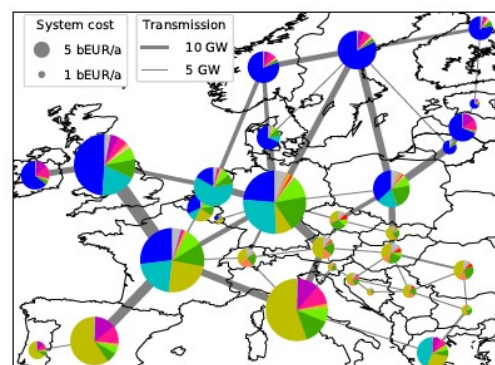 System cost
5 bEUR/a
1 bEUR/a
Transmission
10 GW
5 GW